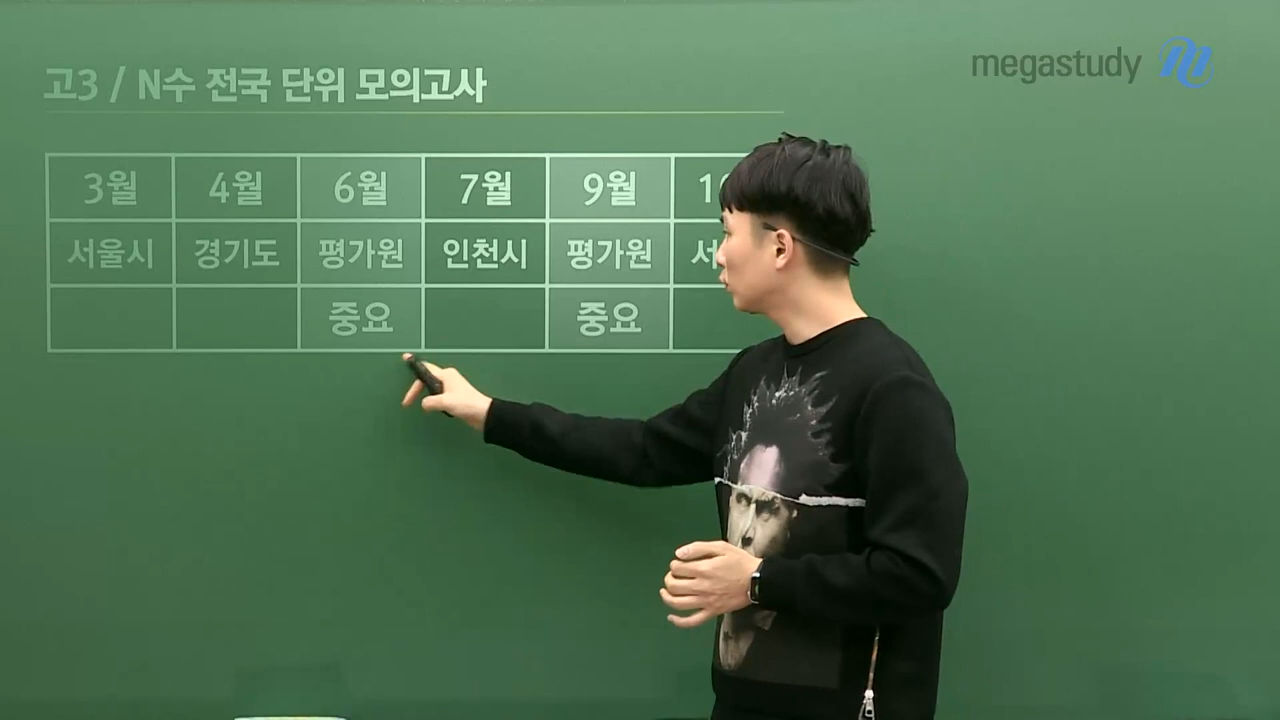 고3 / N수 전국 단위 모의고사
megastudy
3월 4월 6월 7월 9월
서울시 경기도 평가원 인천시 평가원
중요 중요